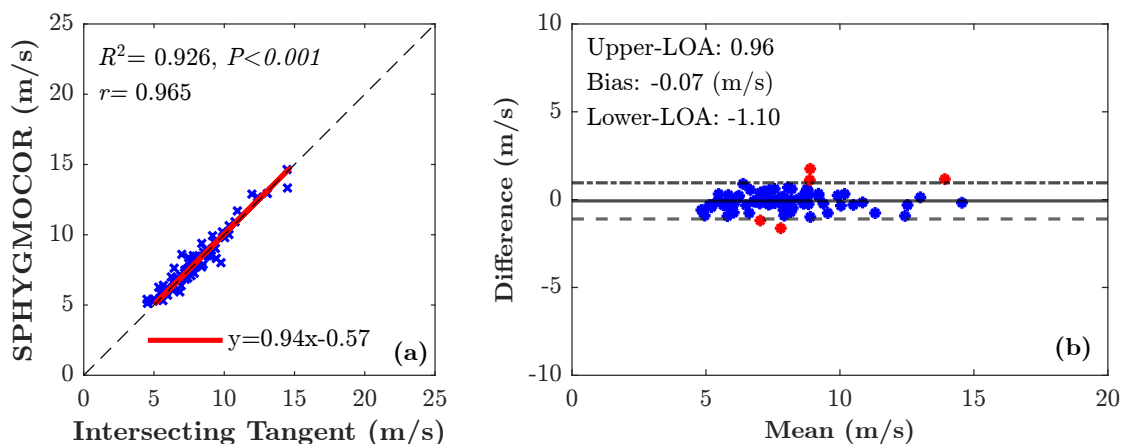 SPHYGMOCOR (m/s)
25
20
15
10
5
0
R²= 0.926, P<0.001
r= 0.965
y=0.94x-0.57
(a)
0 5 10 15 20 25
Intersecting Tangent (m/s)
Difference (m/s)
10
5
0
-5
-10
Upper-LOA: 0.96
Bias: -0.07 (m/s)
Lower-LOA: -1.10
(b)
0 5 10 15 20
Mean (m/s)